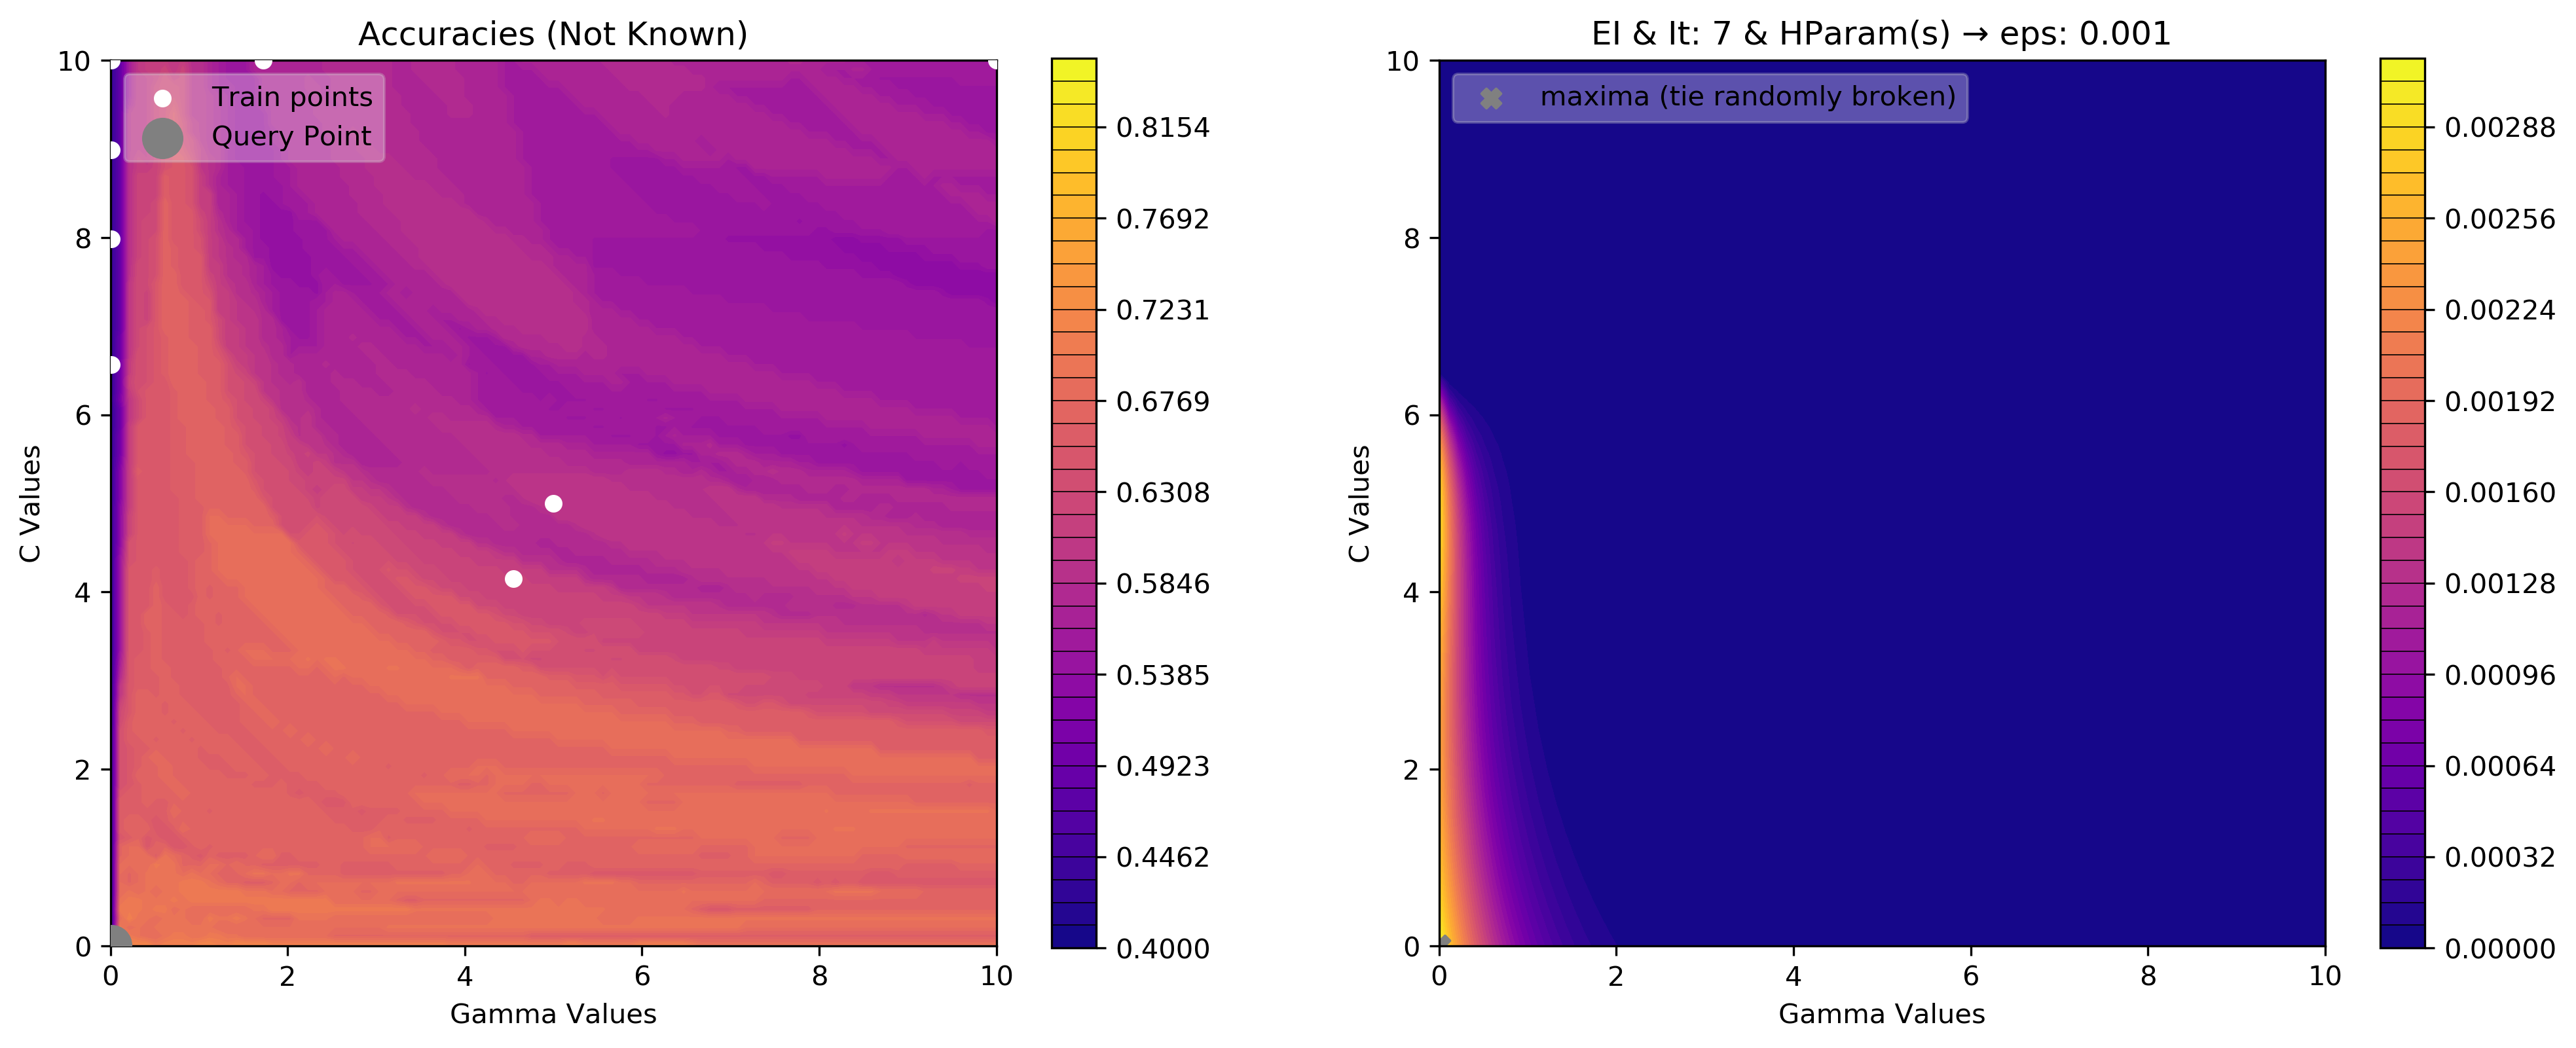 Accuracies (Not Known)
Train points
Query Point
10
8
6
4
2
0
C Values
0 2 4 6 8 10
Gamma Values
0.8154
0.7692
0.7231
0.6769
0.6308
0.5846
0.5385
0.4923
0.4462
0.4000
EI & It: 7 & HParam(s) → eps: 0.001
maxima (tie randomly broken)
10
8
6
4
2
0
C Values
0 2 4 6 8 10
Gamma Values
0.00288
0.00256
0.00224
0.00192
0.00160
0.00128
0.00096
0.00064
0.00032
0.00000